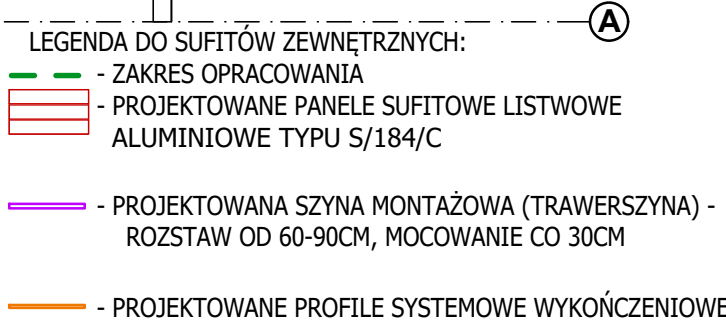 A
LEGENDA DO SUFITÓW ZEWNĘTRZNYCH:
- ZAKRES OPRACOWANIA
- PROJEKTOWANE PANELE SUFITOWE LISTWOWE
ALUMINIOWE TYPU S/184/C
- PROJEKTOWANA SZYNA MONTAŻOWA (TRAWERSZYNA) -
ROZSTAW OD 60-90CM, MOCOWANIE CO 30CM
- PROJEKTOWANE PROFILE SYSTEMOWE WYKOŃCZENIOWE